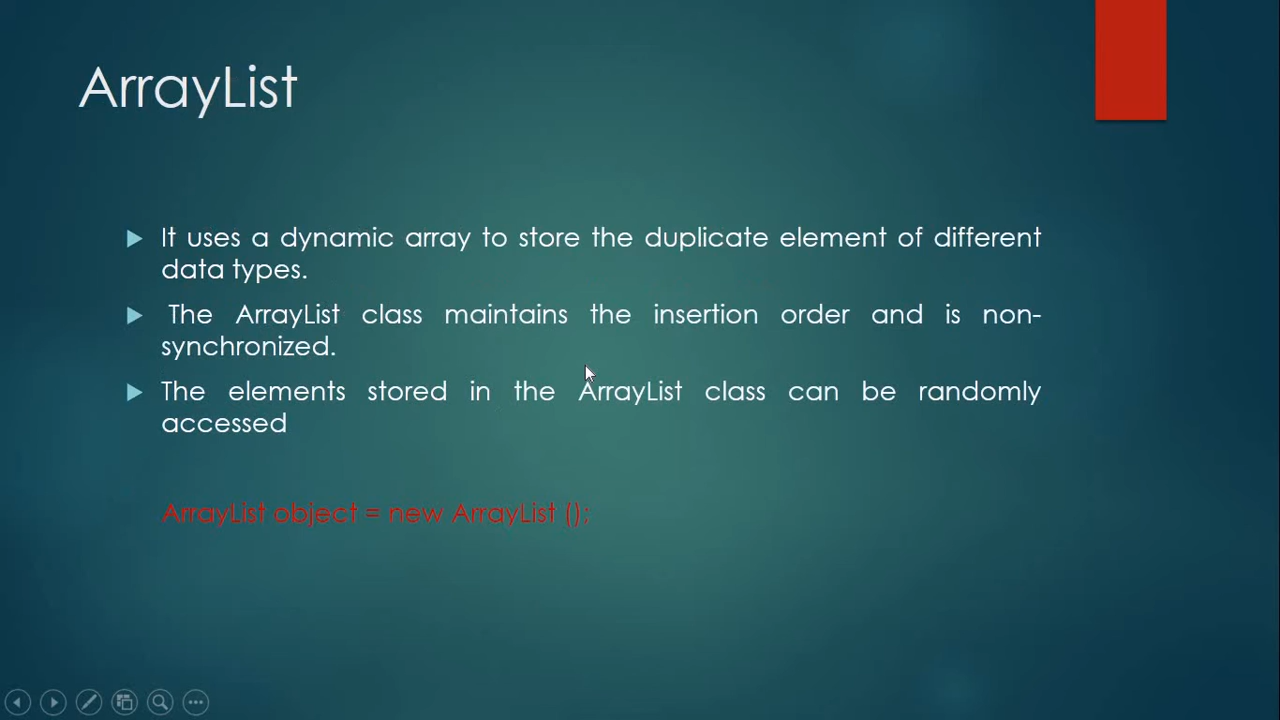 ArrayList
It uses a dynamic array to store the duplicate element of different
data types.
The ArrayList class maintains the insertion order and is non-
synchronized.
The elements stored in the ArrayList class can be randomly
accessed
ArrayList object = new ArrayList ();